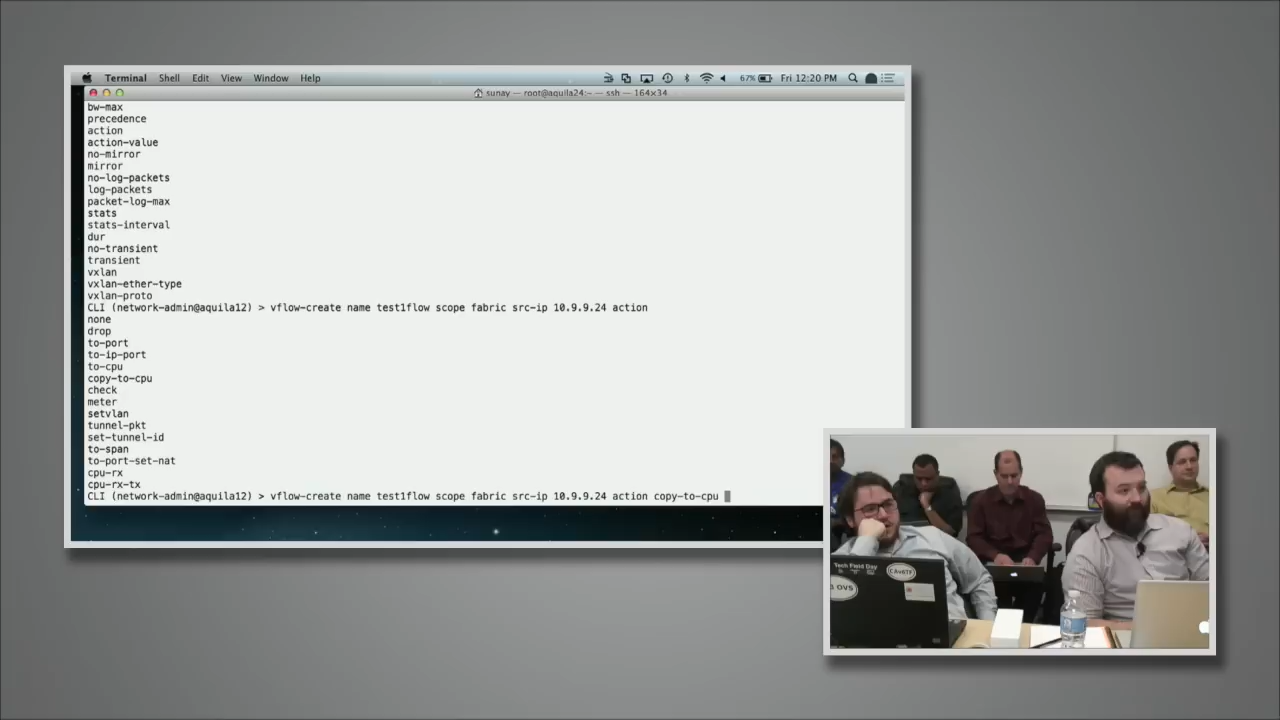 Terminal Shell Edit View Window Help
67% Fri 12:20 PM
sunay — root@aquila24:~ — ssh — 164×34
bw-max
precedence
action
action-value
no-mirror
mirror
no-log-packets
log-packets
packet-log-max
stats
stats-interval
dur
no-transient
transient
vxlan
vxlan-ether-type
vxlan-proto
CLI (network-admin@aquila12) > vflow-create name test1flow scope fabric src-ip 10.9.9.24 action
none
drop
to-port
to-ip-port
to-cpu
copy-to-cpu
check
meter
setvlan
tunnel-pkt
set-tunnel-id
to-span
to-port-set-nat
cpu-rx
cpu-rx-tx
CLI (network-admin@aquila12) > vflow-create name test1flow scope fabric src-ip 10.9.9.24 action copy-to-cpu
Tech Field Day
OVS